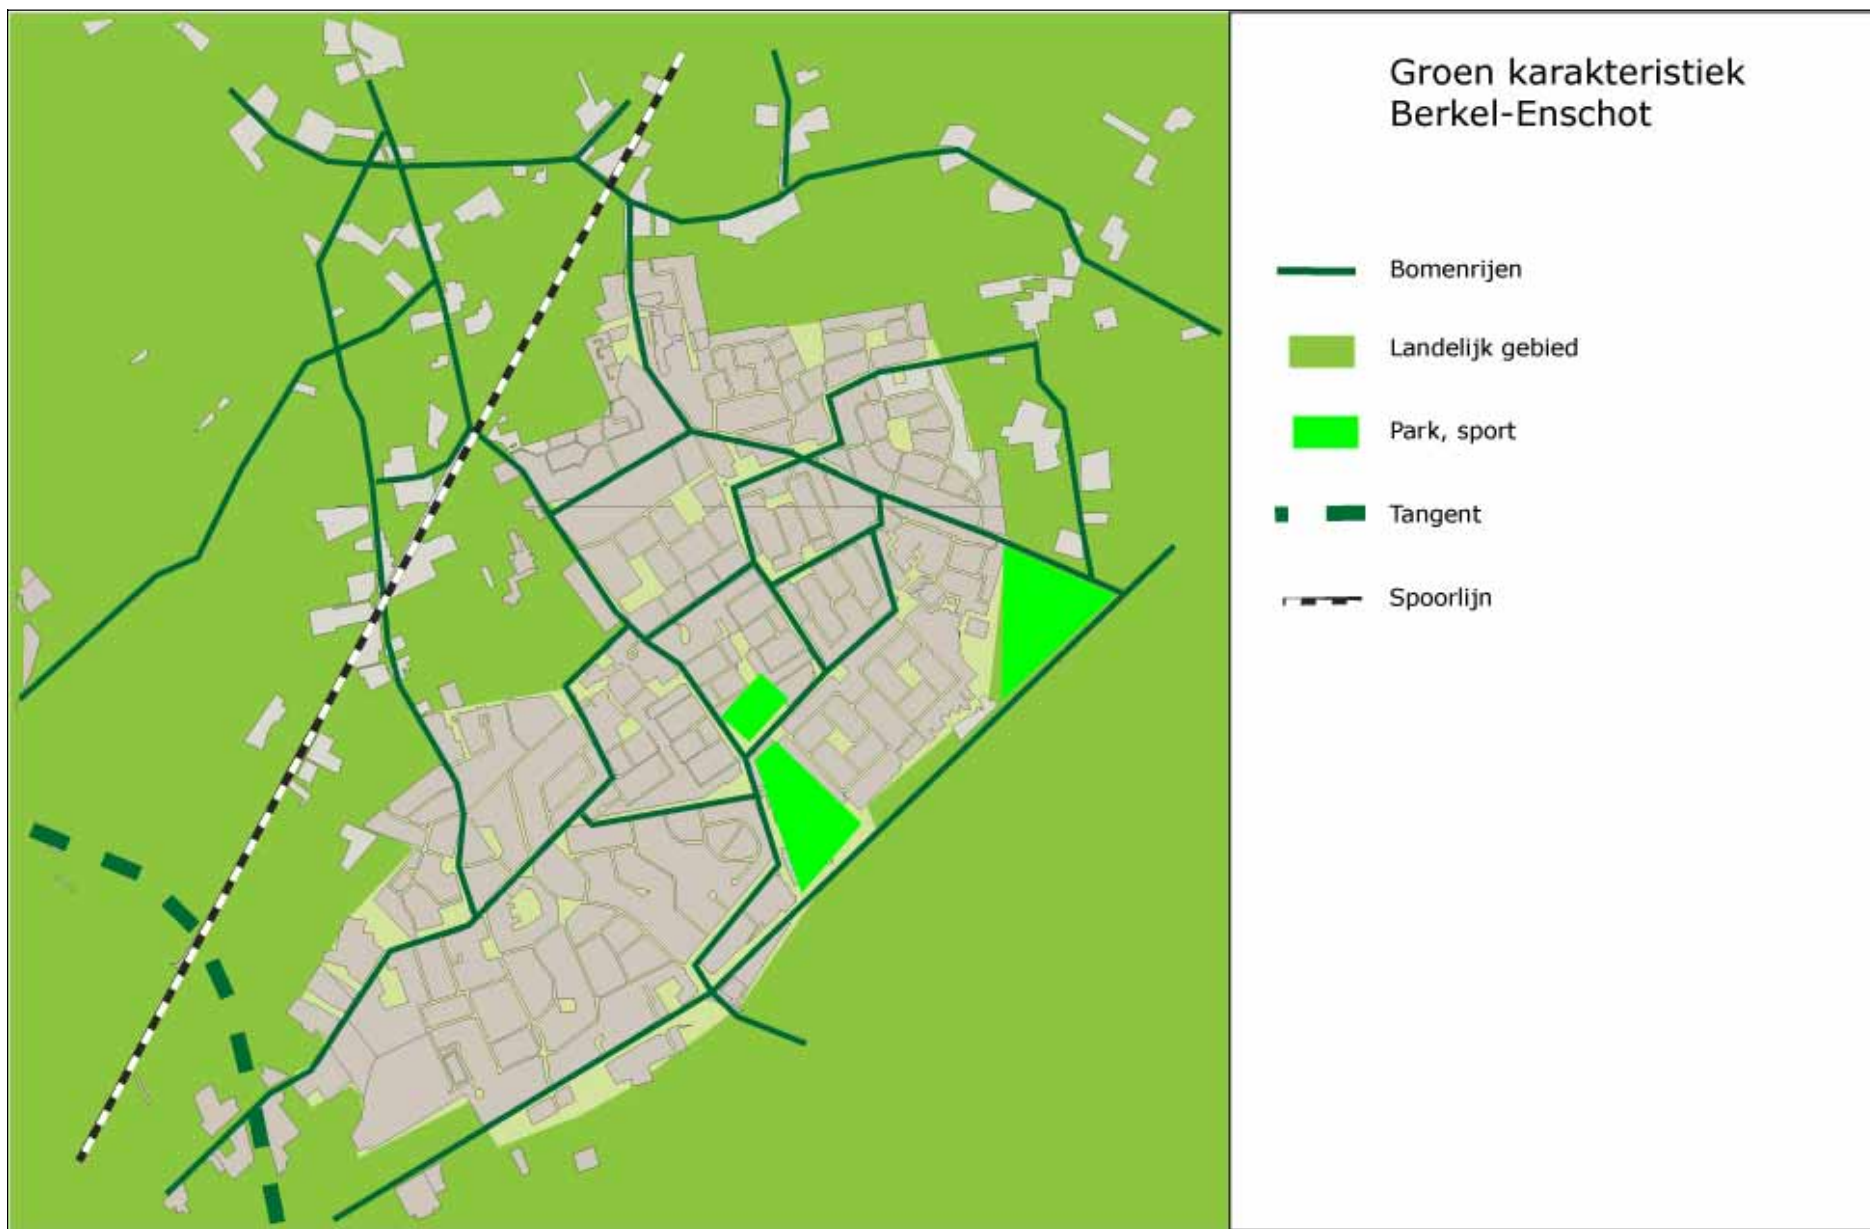 Groen karakteristiek
Berkel-Enschot
Bomenrijen
Landelijk gebied
Park, sport
Tangent
Spoorlijn